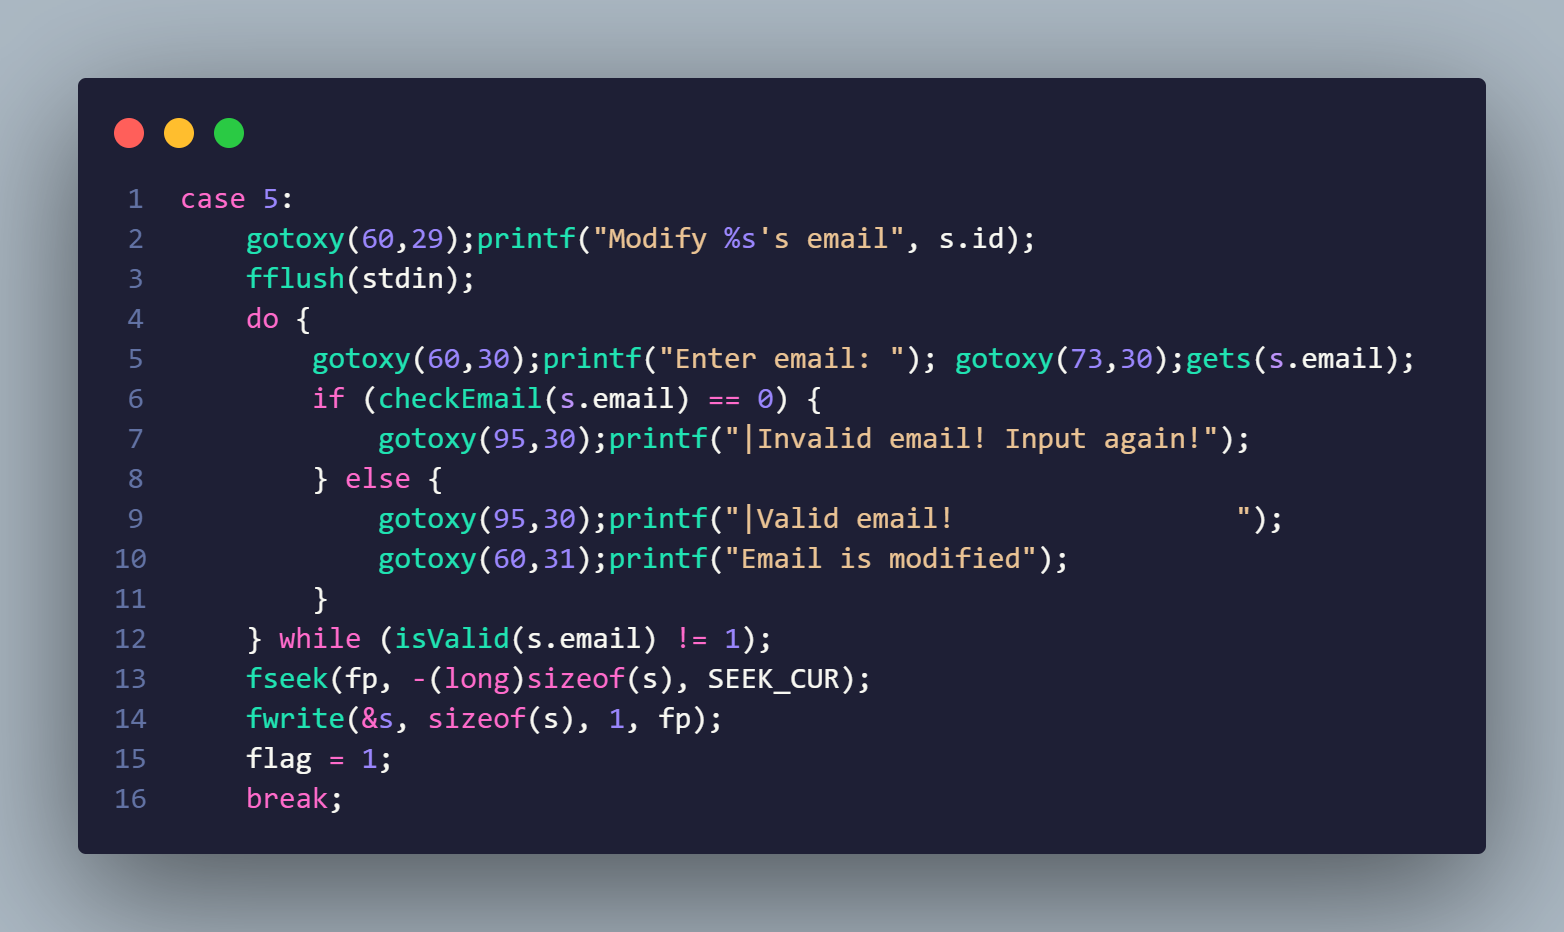 1 case 5:
2     gotoxy(60,29);printf("Modify %s's email", s.id);
3     fflush(stdin);
4     do {
5         gotoxy(60,30);printf("Enter email: "); gotoxy(73,30);gets(s.email);
6         if (checkEmail(s.email) == 0) {
7             gotoxy(95,30);printf("|Invalid email! Input again!");
8         } else {
9             gotoxy(95,30);printf("|Valid email!                 ");
10             gotoxy(60,31);printf("Email is modified");
11         }
12     } while (isValid(s.email) != 1);
13     fseek(fp, -(long)sizeof(s), SEEK_CUR);
14     fwrite(&s, sizeof(s), 1, fp);
15     flag = 1;
16     break;